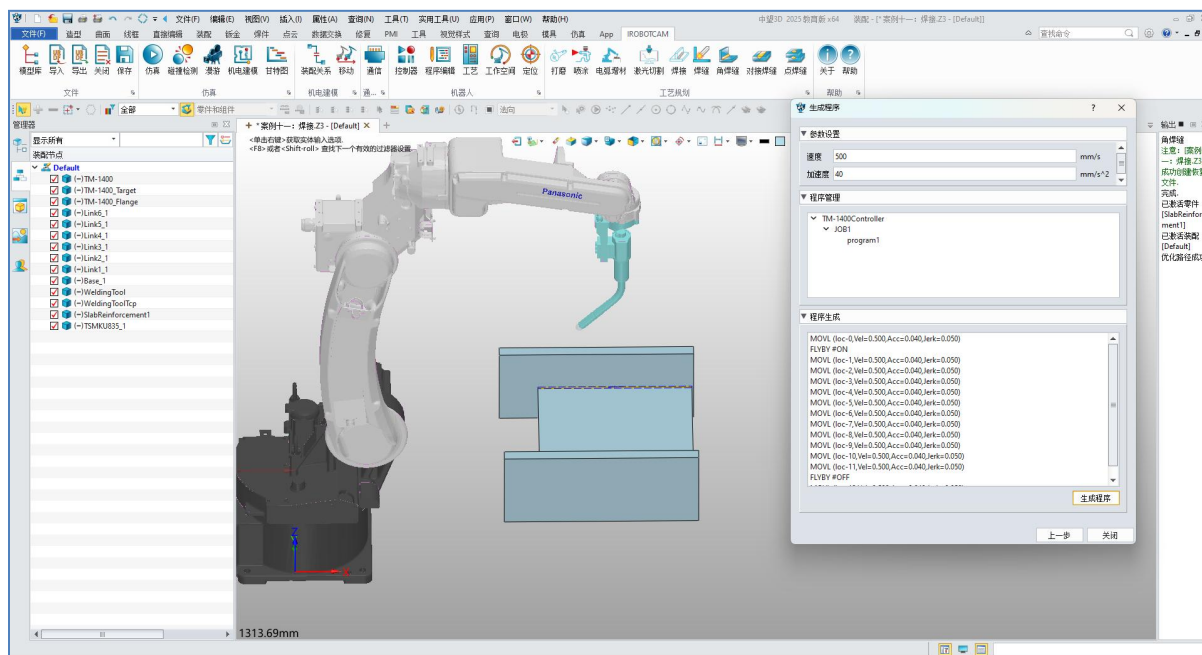 文件(F) 编辑(E) 视图(V) 插入(I) 属性(A) 查询(N) 工具(T) 实用工具(U) 应用(P) 窗口(W) 帮助(H)
中望3D 2025 教育版 x64 装配 - [*案例十一：焊接.Z3 - [Default]]
文件(F) 造型 曲面 线框 直接编辑 装配 钣金 焊件 点云 数据交换 修复 PMI 工具 视觉样式 查询 电极 模具 仿真 App IROBOTCAM
查找命令
模型库 导入 导出 关闭 保存 仿真 碰撞检测 漫游 机电建模 甘特图 装配关系 移动 通信 控制器 程序编辑 工艺 工作空间 定位 打磨 喷涂 电弧增材 激光切割 焊接 焊缝 角焊缝 对接焊缝 点焊缝 关于 帮助
文件 仿真 机电建模 通... 机器人 工艺规划 帮助
全部 零件和组件 法向
管理器
显示所有
装配节点
Default
(-)TM-1400
(-)TM-1400_Target
(-)TM-1400_Flange
(-)Link6_1
(-)Link5_1
(-)Link4_1
(-)Link3_1
(-)Link2_1
(-)Link1_1
(-)Base_1
(-)WeldingTool
(-)WeldingToolTcp
(-)SlabReinforcement1
(-)TSMKU835_1
*案例十一：焊接.Z3 - [Default]
<单击右键>获取实体输入选项.
<F8>或者<Shift-roll> 查找下一个有效的过滤器设置.
Panasonic
Z
X
1313.69mm
生成程序
参数设置
速度 500 mm/s
加速度 40 mm/s^2
程序管理
TM-1400Controller
JOB1
program1
程序生成
MOVL (loc-0,Vel=0.500,Acc=0.040,Jerk=0.050)
FLYBY #ON
MOVL (loc-1,Vel=0.500,Acc=0.040,Jerk=0.050)
MOVL (loc-2,Vel=0.500,Acc=0.040,Jerk=0.050)
MOVL (loc-3,Vel=0.500,Acc=0.040,Jerk=0.050)
MOVL (loc-4,Vel=0.500,Acc=0.040,Jerk=0.050)
MOVL (loc-5,Vel=0.500,Acc=0.040,Jerk=0.050)
MOVL (loc-6,Vel=0.500,Acc=0.040,Jerk=0.050)
MOVL (loc-7,Vel=0.500,Acc=0.040,Jerk=0.050)
MOVL (loc-8,Vel=0.500,Acc=0.040,Jerk=0.050)
MOVL (loc-9,Vel=0.500,Acc=0.040,Jerk=0.050)
MOVL (loc-10,Vel=0.500,Acc=0.040,Jerk=0.050)
MOVL (loc-11,Vel=0.500,Acc=0.040,Jerk=0.050)
FLYBY #OFF
生成程序
上一步 关闭
输出
角焊缝
注意: [案例
一：焊接.Z3
成功创建恢
文件.
完成.
已激活零件
[SlabReinfor
ment1]
已激活装配
[Default]
优化路径成